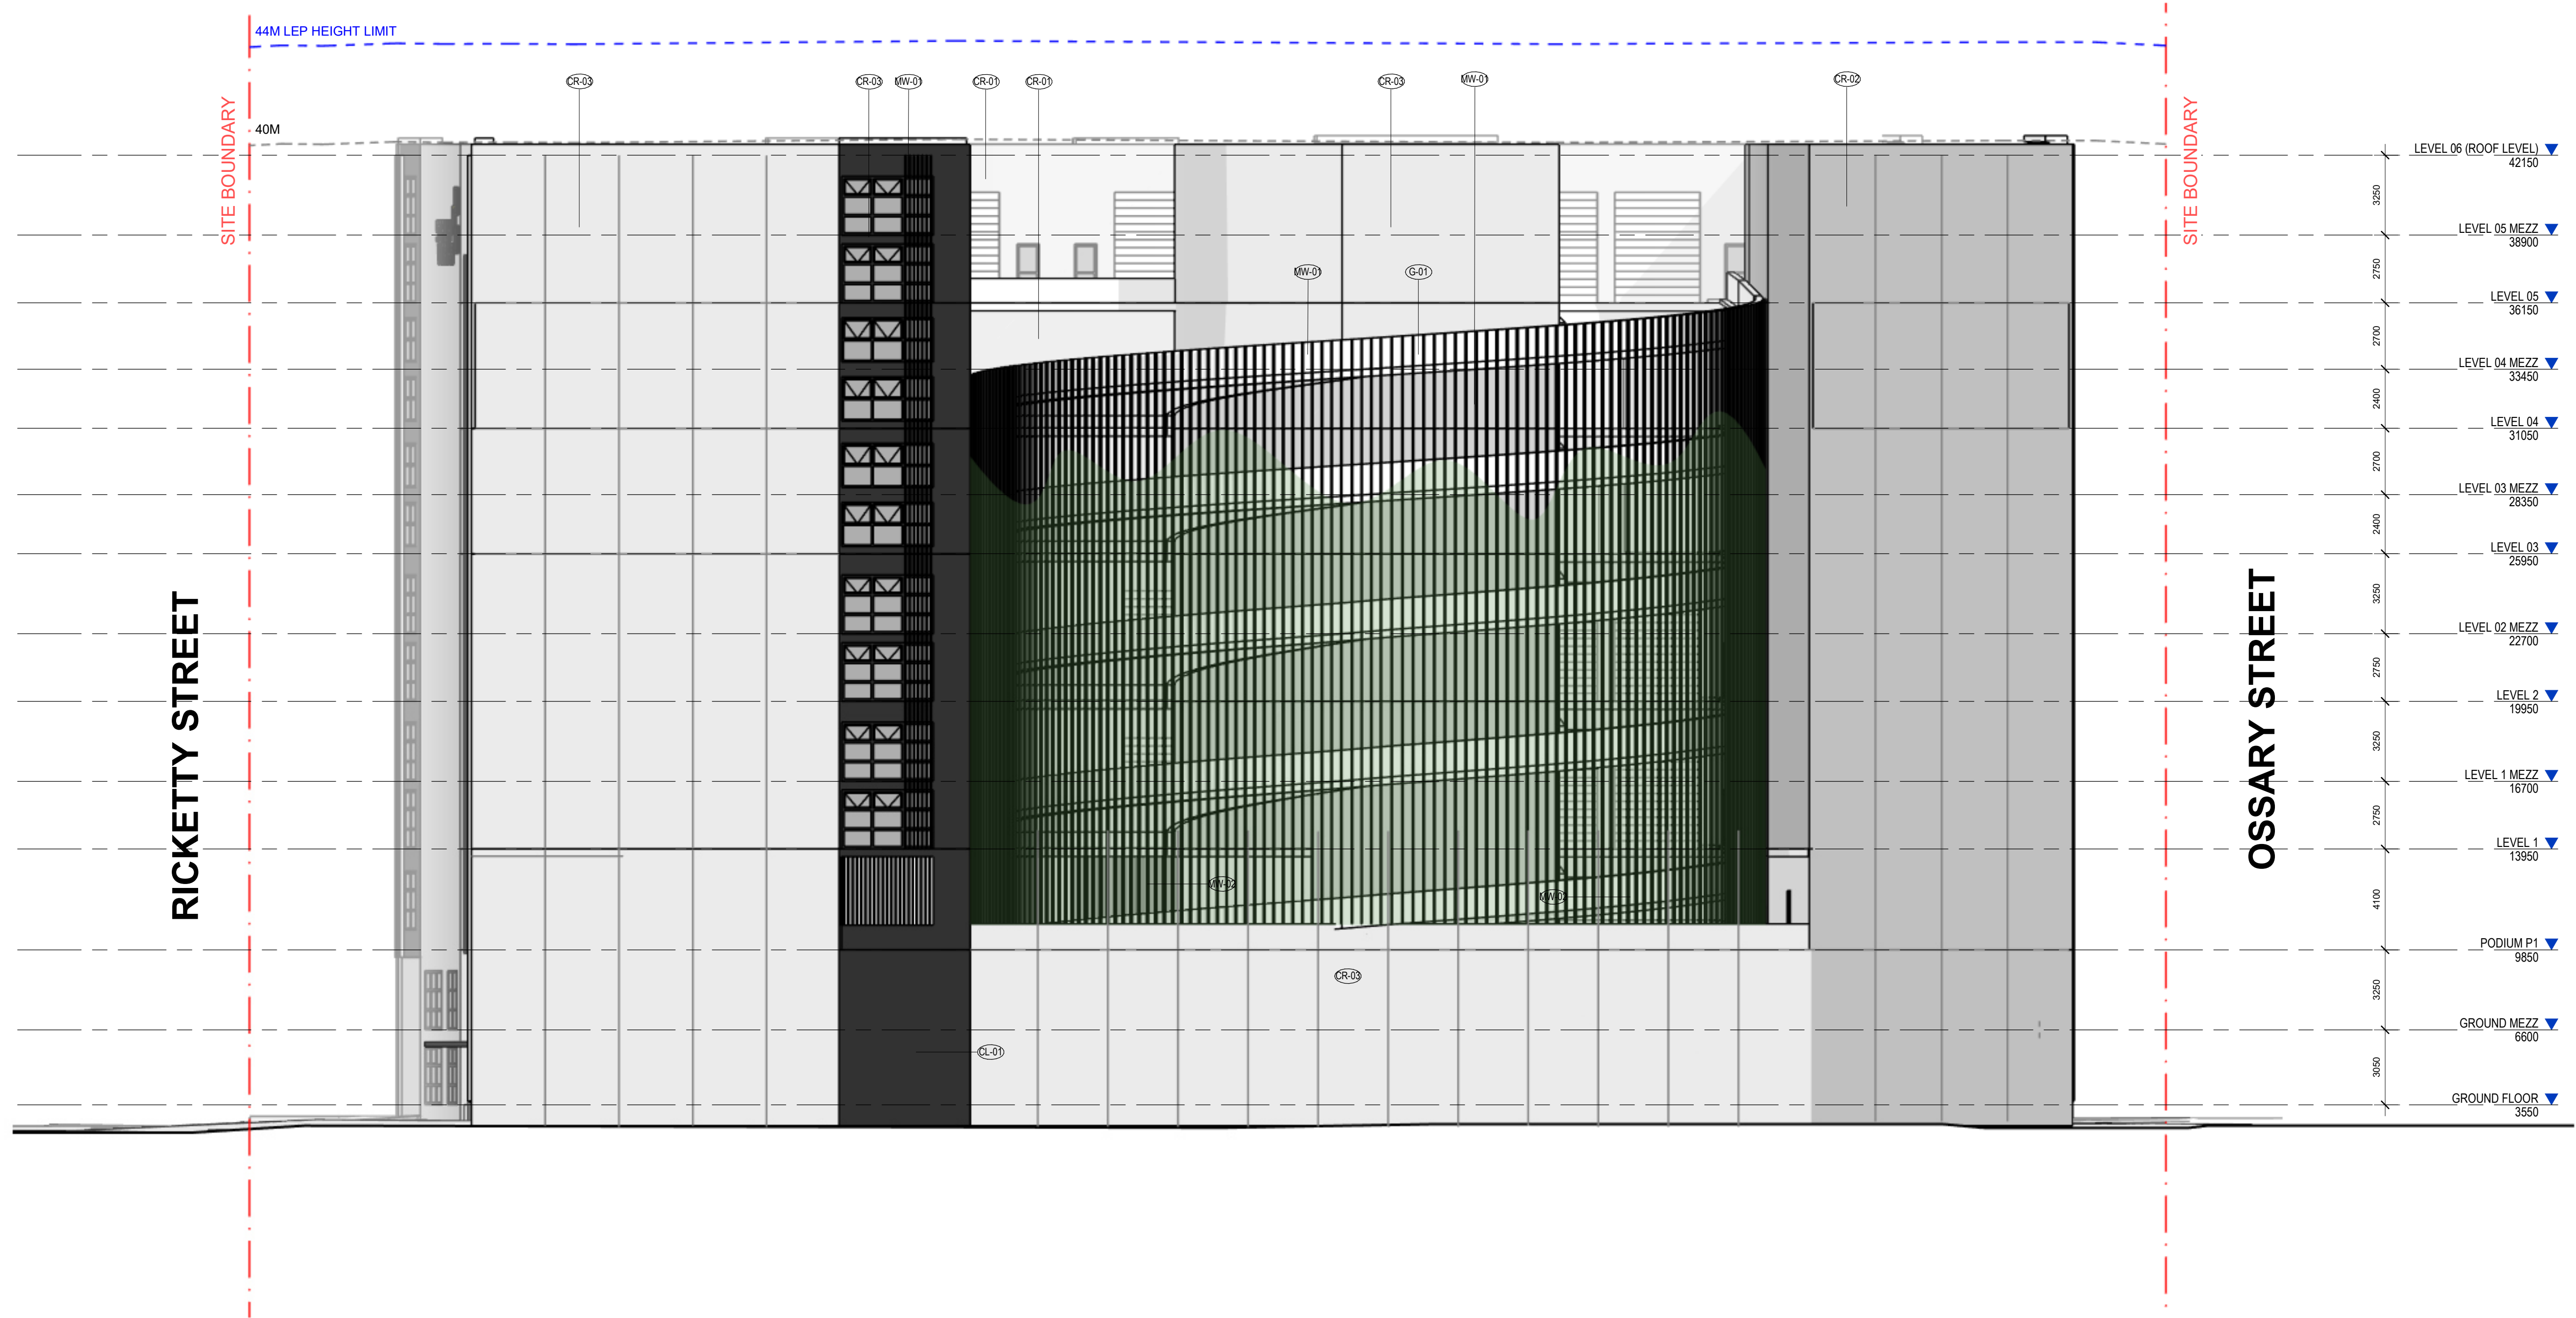 44M LEP HEIGHT LIMIT
CR-03
CR-03
MW-01
CR-01
CR-01
CR-03
MW-01
CR-02
SITE BOUNDARY
40M
SITE BOUNDARY
LEVEL 06 (ROOF LEVEL)
42150
3250
LEVEL 05 MEZZ
38900
2750
MW-01
G-01
LEVEL 05
36150
2700
LEVEL 04 MEZZ
33450
2400
LEVEL 04
31050
2700
LEVEL 03 MEZZ
28350
2400
LEVEL 03
25950
3250
LEVEL 02 MEZZ
22700
2750
LEVEL 2
19950
3250
LEVEL 1 MEZZ
16700
2750
LEVEL 1
13950
4100
RICKETTY STREET
OSSARY STREET
MW-02
MW-02
PODIUM P1
9850
CR-03
3250
GROUND MEZZ
6600
CL-01
3050
GROUND FLOOR
3550